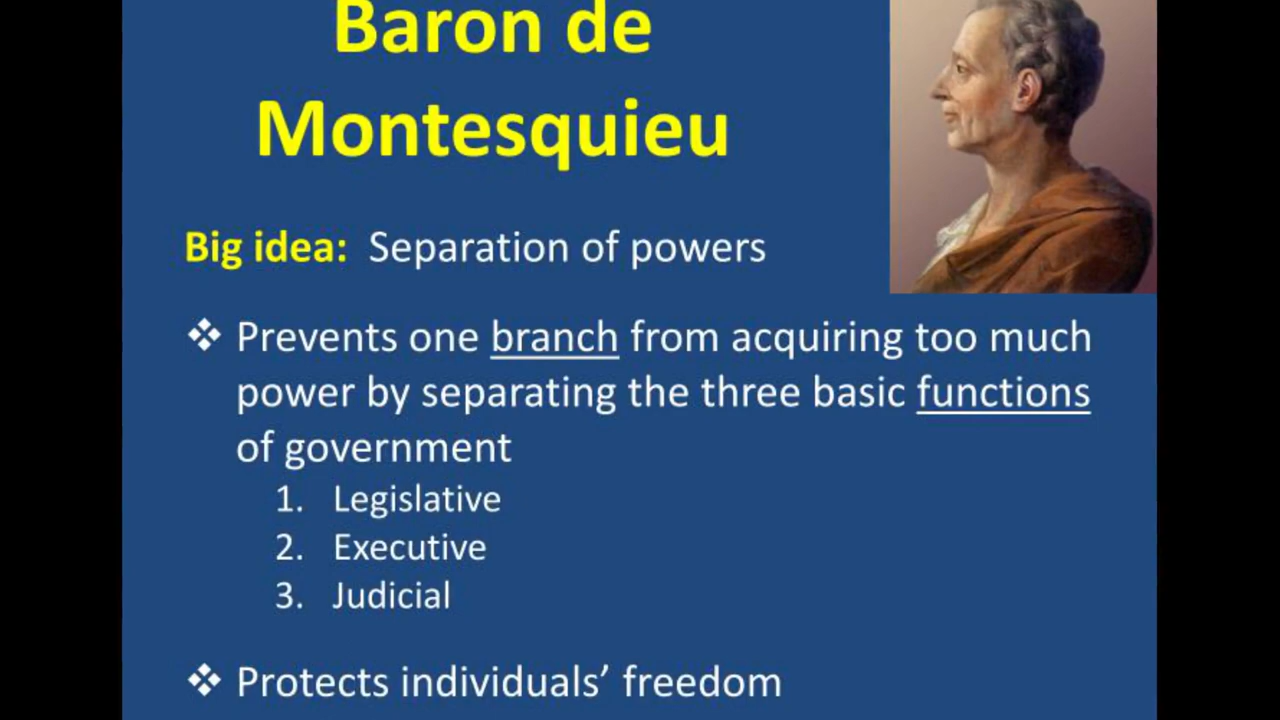 Baron de
Montesquieu
Big idea: Separation of powers
❖ Prevents one branch from acquiring too much
power by separating the three basic functions
of government
1. Legislative
2. Executive
3. Judicial
❖ Protects individuals’ freedom